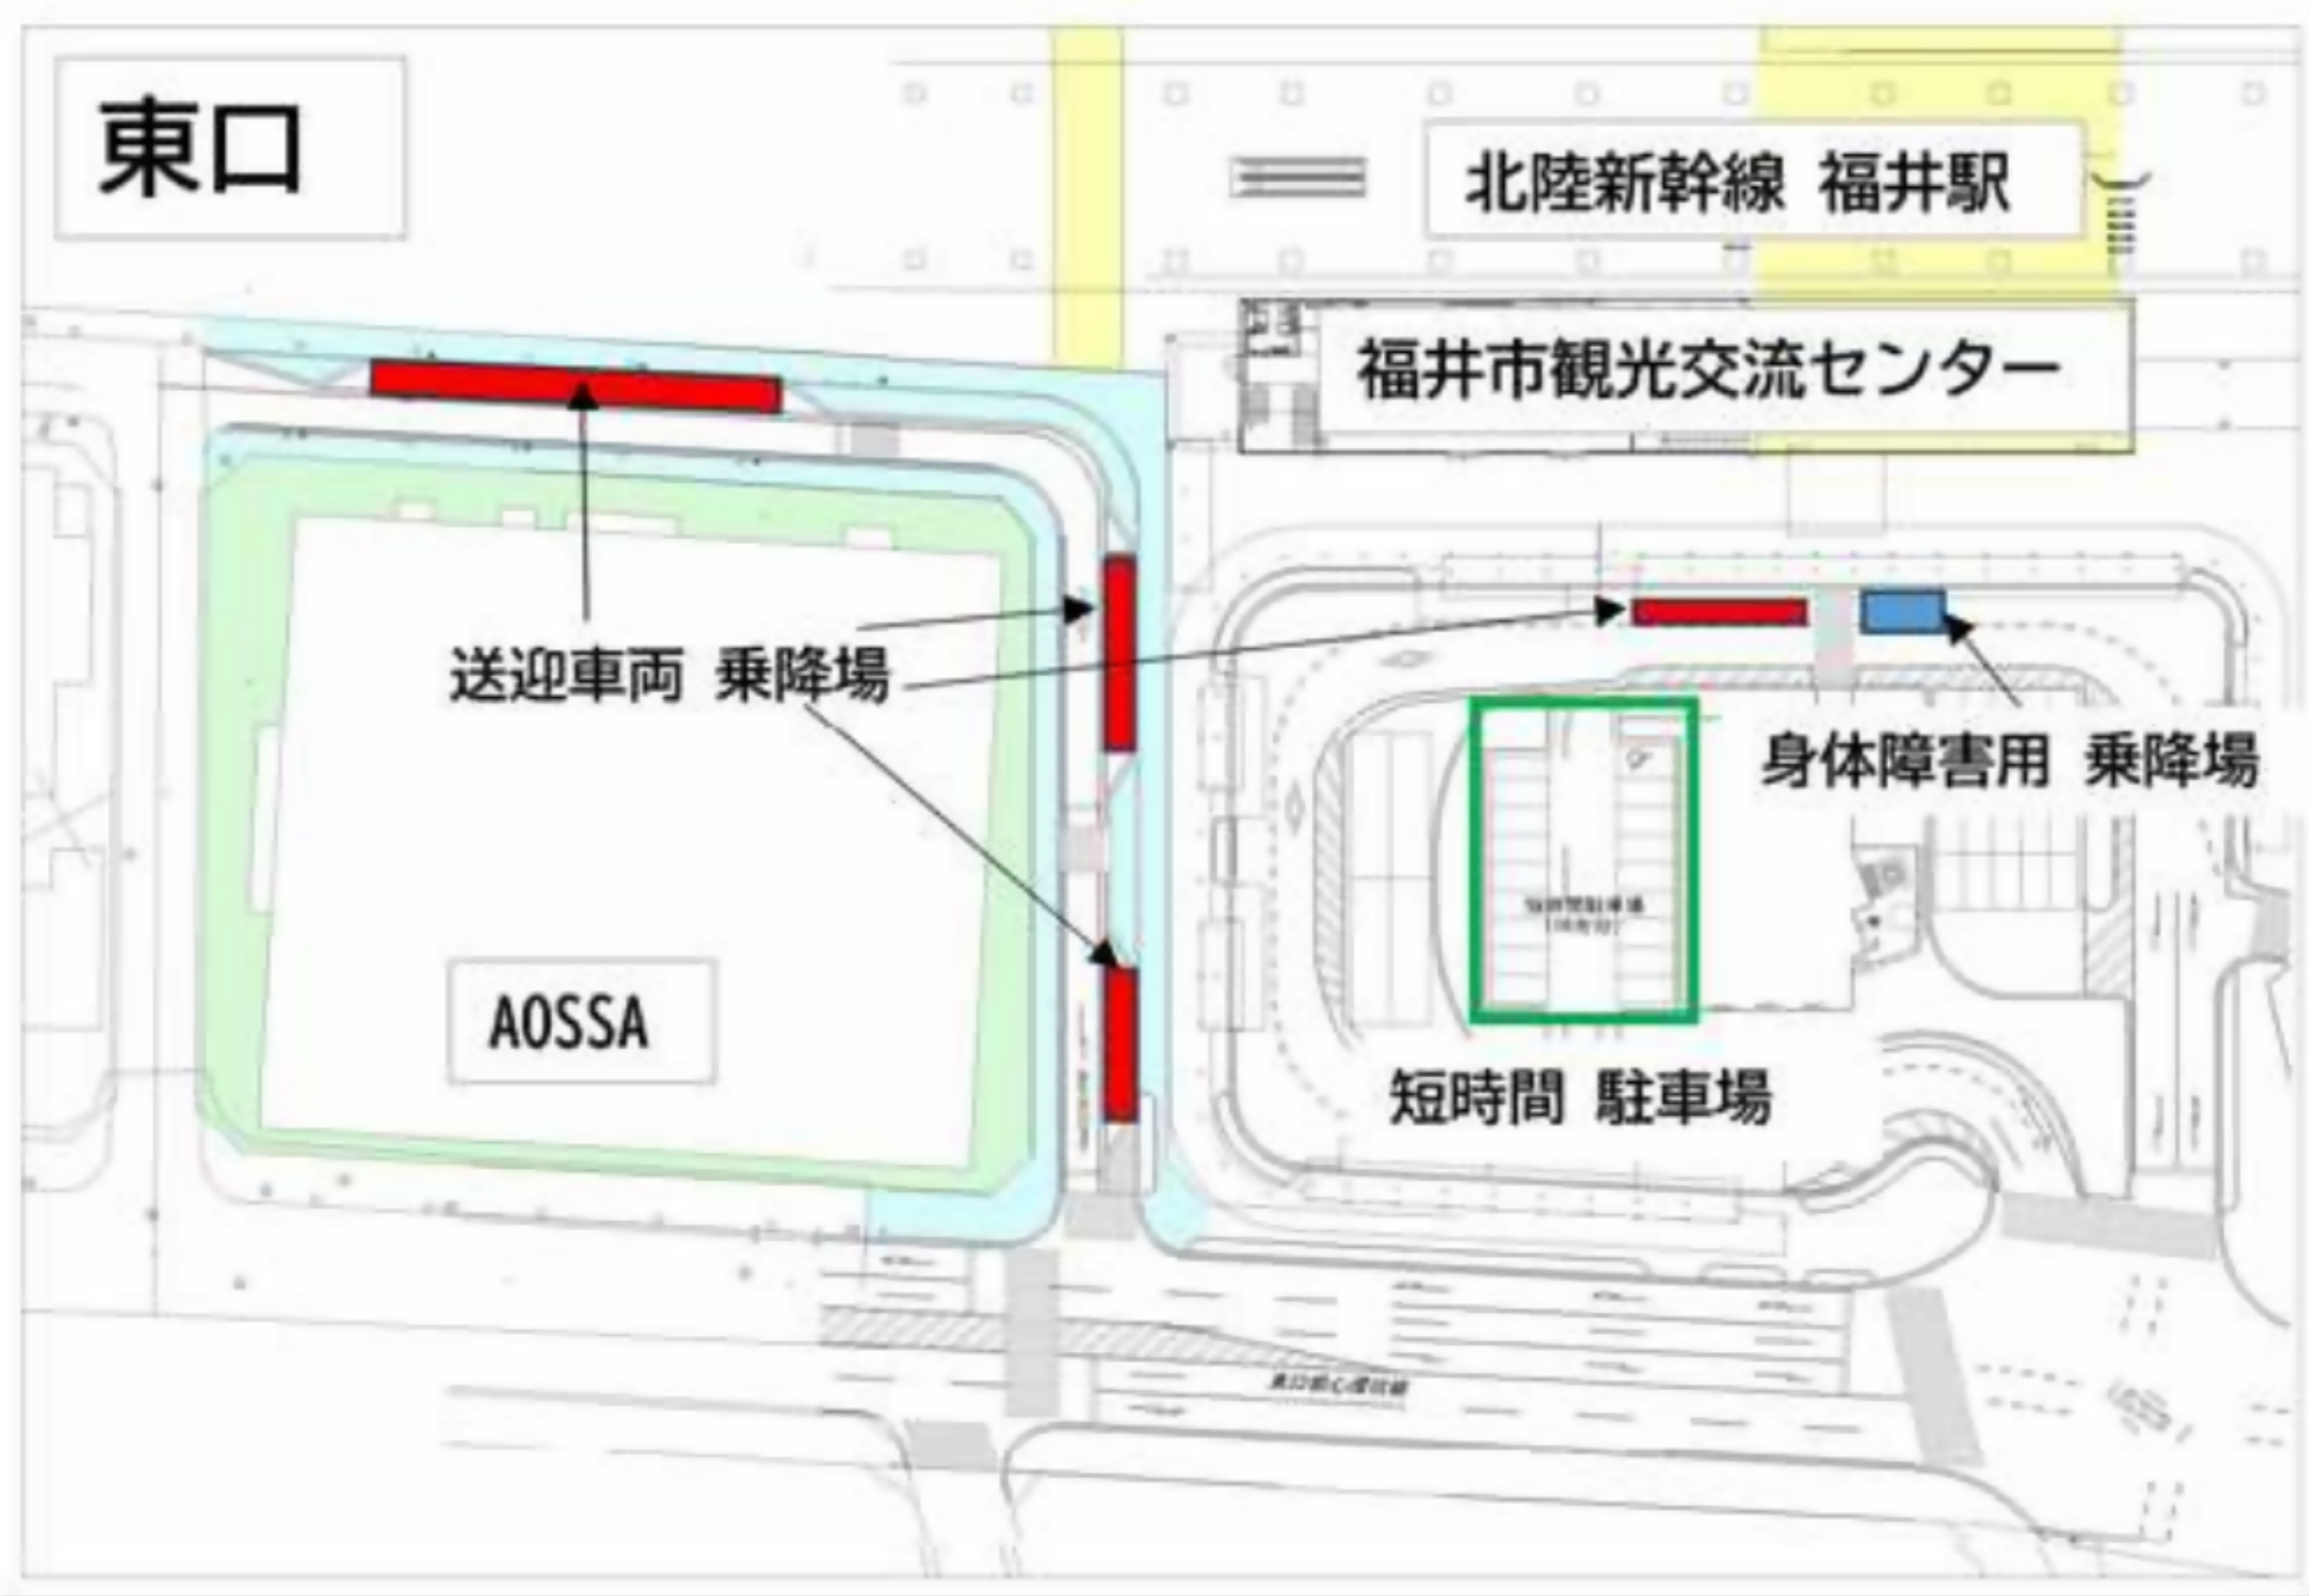 東口
北陸新幹線 福井駅
福井市観光交流センター
送迎車両 乗降場
身体障害用 乗降場
AOSSA
短時間 駐車場